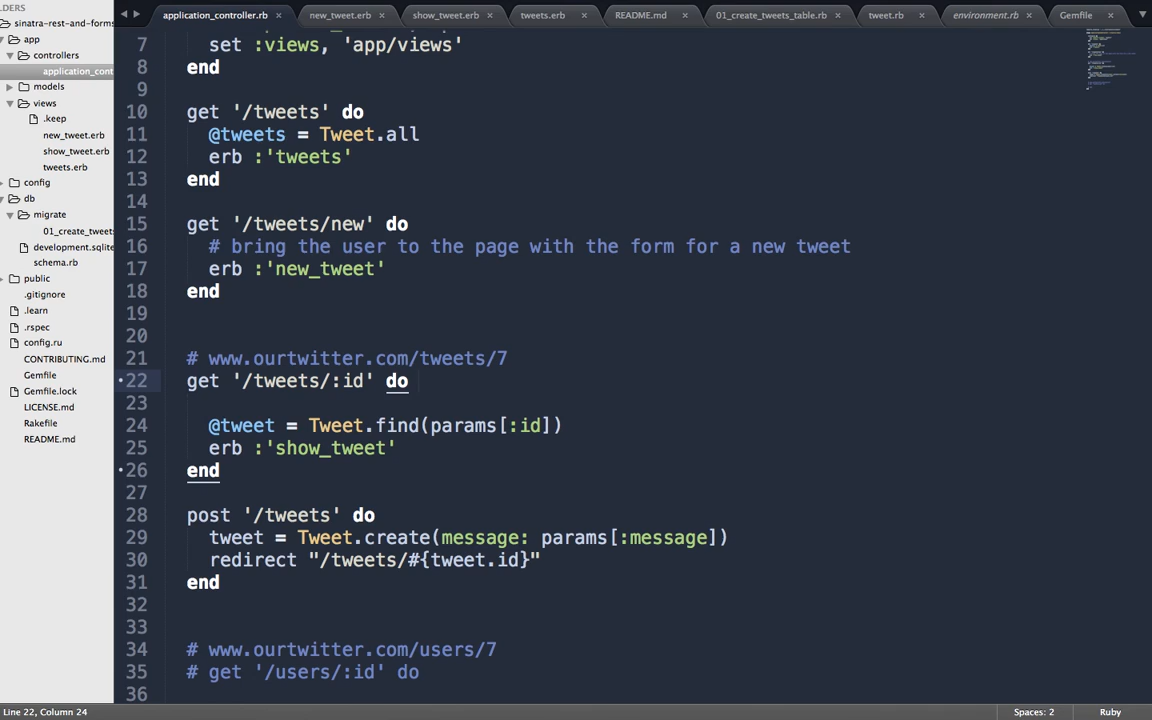 LDERS
sinatra-rest-and-forms
app
controllers
application_cont
models
views
.keep
new_tweet.erb
show_tweet.erb
tweets.erb
config
db
migrate
01_create_tweets
development.sqlite
schema.rb
public
.gitignore
.learn
.rspec
config.ru
CONTRIBUTING.md
Gemfile
Gemfile.lock
LICENSE.md
Rakefile
README.md
application_controller.rb × new_tweet.erb × show_tweet.erb × tweets.erb × README.md × 01_create_tweets_table.rb × tweet.rb × environment.rb × Gemfile ×
7 set :views, 'app/views'
8 end
9
10 get '/tweets' do
11 @tweets = Tweet.all
12 erb :'tweets'
13 end
14
15 get '/tweets/new' do
16 # bring the user to the page with the form for a new tweet
17 erb :'new_tweet'
18 end
19
20
21 # www.ourtwitter.com/tweets/7
22 get '/tweets/:id' do
23
24 @tweet = Tweet.find(params[:id])
25 erb :'show_tweet'
26 end
27
28 post '/tweets' do
29 tweet = Tweet.create(message: params[:message])
30 redirect "/tweets/#{tweet.id}"
31 end
32
33
34 # www.ourtwitter.com/users/7
35 # get '/users/:id' do
36
Line 22, Column 24 Spaces: 2 Ruby